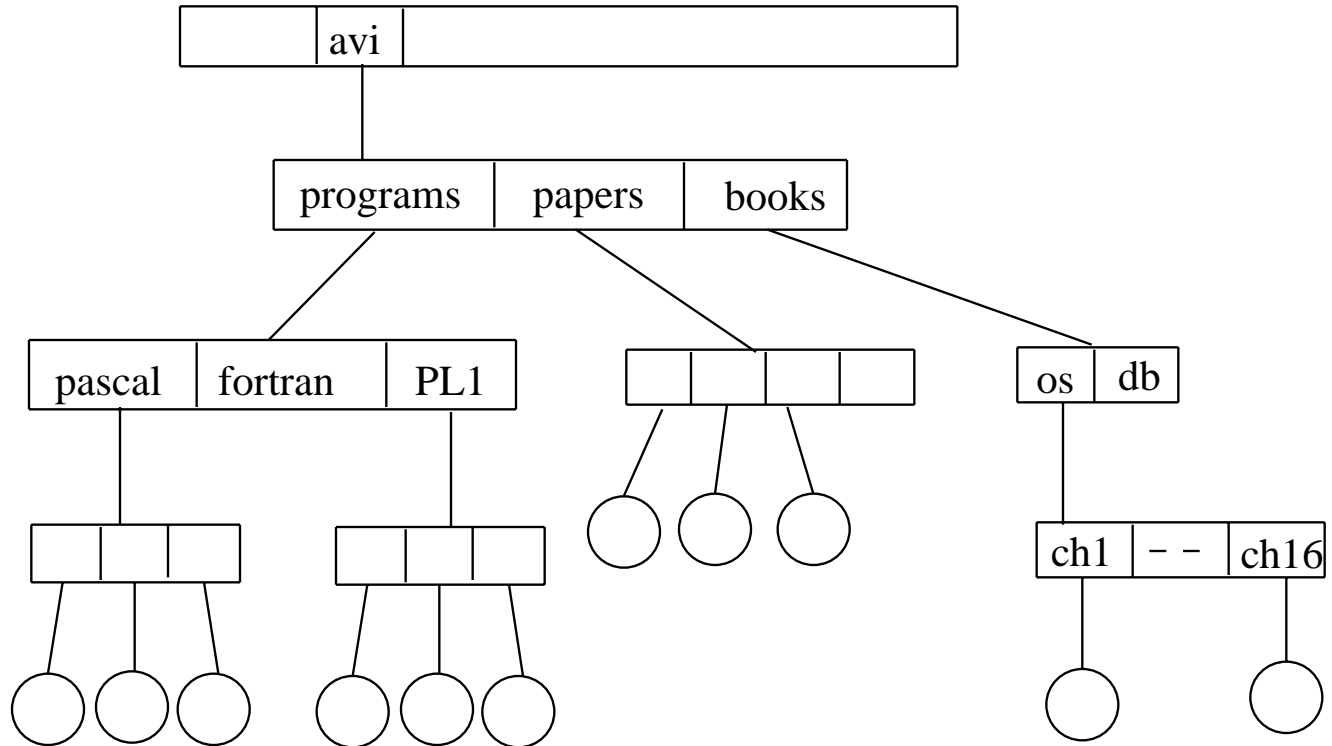 avi
programs papers books
pascal fortran PL1
os db
ch1 - - ch16